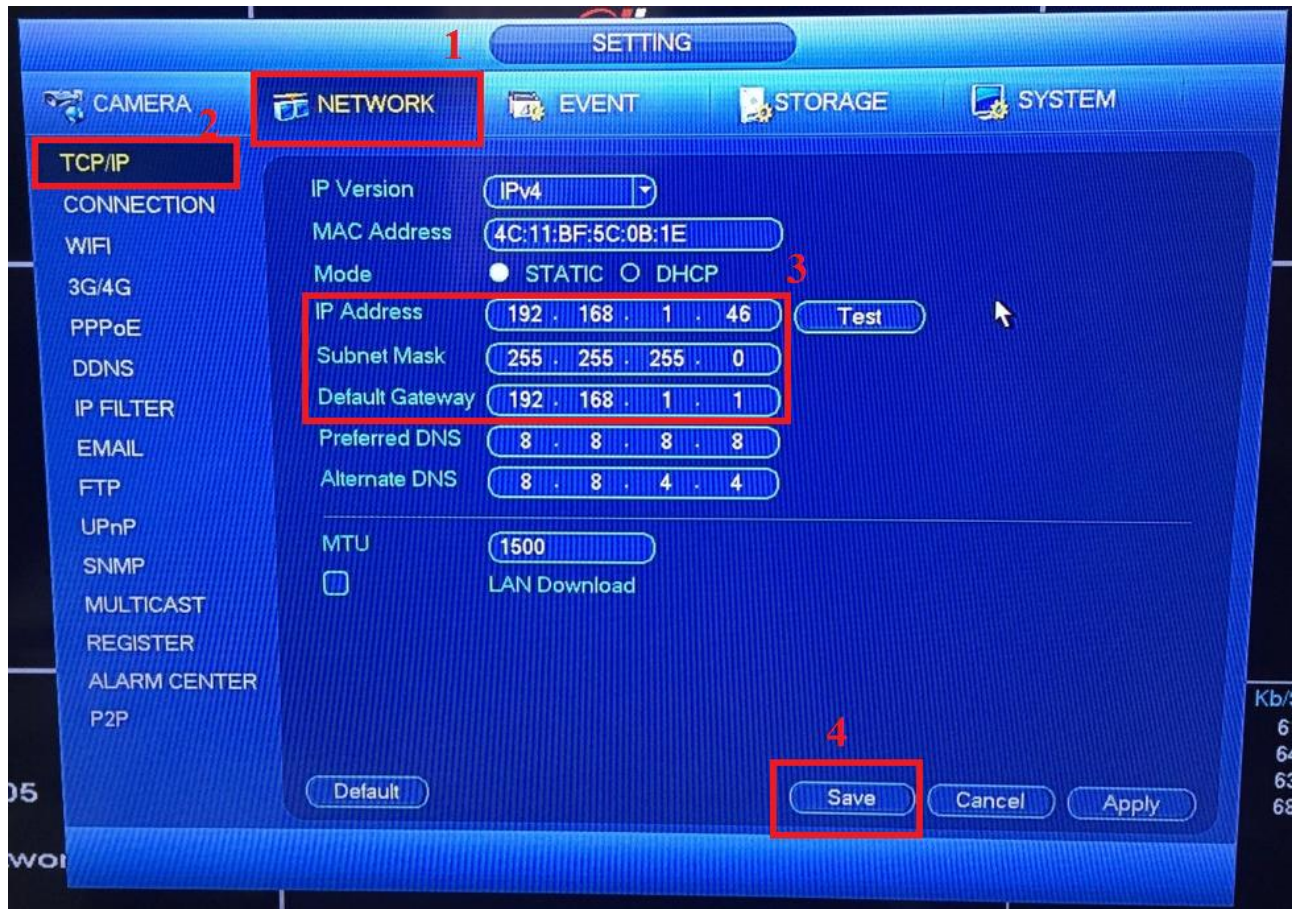 1
SETTING
CAMERA NETWORK EVENT STORAGE SYSTEM
2
TCP/IP
CONNECTION
WIFI
3G/4G
PPPoE
DDNS
IP FILTER
EMAIL
FTP
UPnP
SNMP
MULTICAST
REGISTER
ALARM CENTER
P2P
IP Version IPv4
MAC Address 4C:11:BF:5C:0B:1E
Mode STATIC DHCP
3
IP Address 192 . 168 . 1 . 46 Test
Subnet Mask 255 . 255 . 255 . 0
Default Gateway 192 . 168 . 1 . 1
Preferred DNS 8 . 8 . 8 . 8
Alternate DNS 8 . 8 . 4 . 4
MTU 1500
LAN Download
4
Default Save Cancel Apply
05